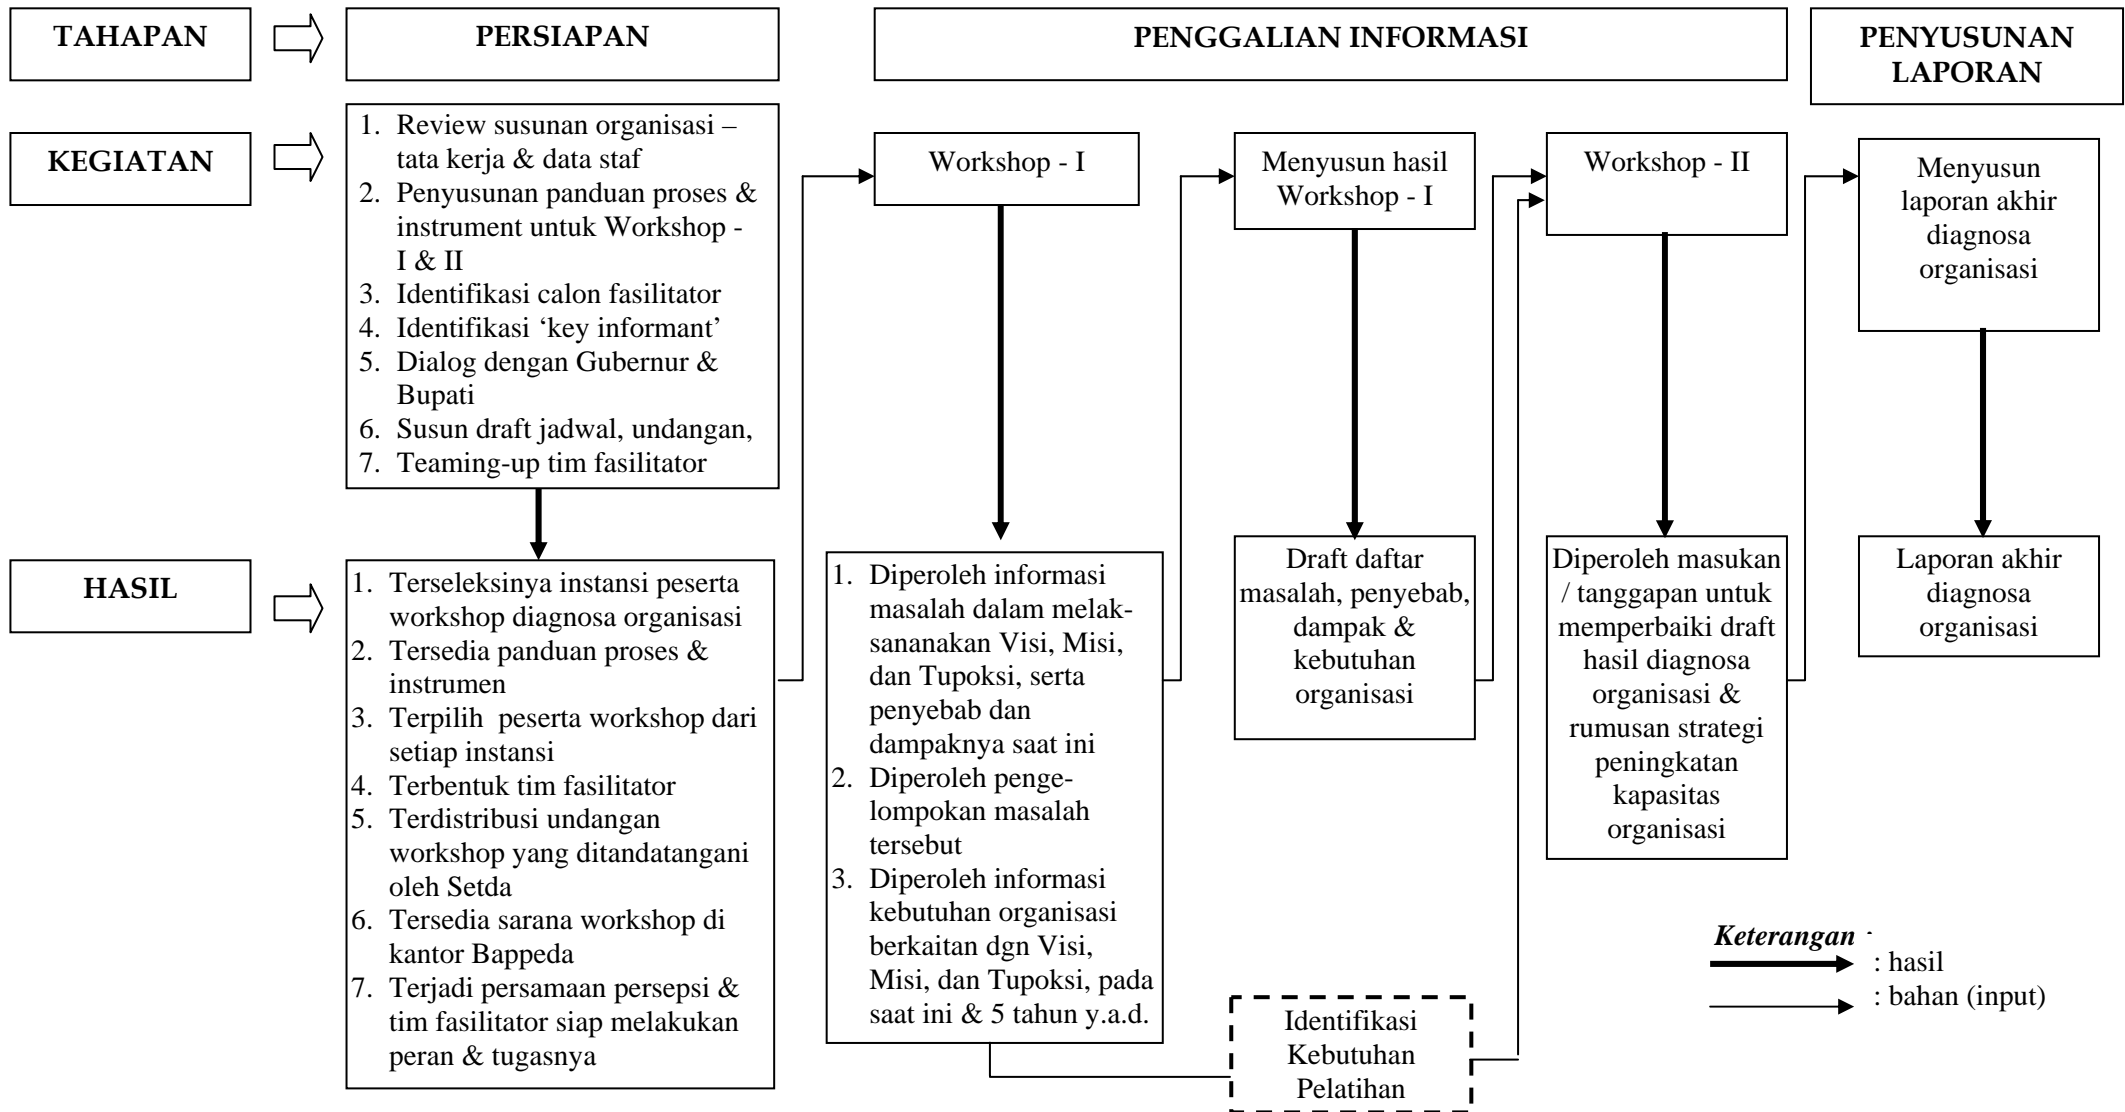 TAHAPAN
PERSIAPAN
PENGGALIAN INFORMASI
PENYUSUNAN
LAPORAN
KEGIATAN
1. Review susunan organisasi –
tata kerja & data staf
2. Penyusunan panduan proses &
instrument untuk Workshop -
I & II
3. Identifikasi calon fasilitator
4. Identifikasi ‘key informant’
5. Dialog dengan Gubernur &
Bupati
6. Susun draft jadwal, undangan,
7. Teaming-up tim fasilitator
Workshop - I
Menyusun hasil
Workshop - I
Workshop - II
Menyusun
laporan akhir
diagnosa
organisasi
HASIL
1. Terseleksinya instansi peserta
workshop diagnosa organisasi
2. Tersedia panduan proses &
instrumen
3. Terpilih peserta workshop dari
setiap instansi
4. Terbentuk tim fasilitator
5. Terdistribusi undangan
workshop yang ditandatangani
oleh Setda
6. Tersedia sarana workshop di
kantor Bappeda
7. Terjadi persamaan persepsi &
tim fasilitator siap melakukan
peran & tugasnya
1. Diperoleh informasi
masalah dalam melak-
sananakan Visi, Misi,
dan Tupoksi, serta
penyebab dan
dampaknya saat ini
2. Diperoleh penge-
lompokan masalah
tersebut
3. Diperoleh informasi
kebutuhan organisasi
berkaitan dgn Visi,
Misi, dan Tupoksi, pada
saat ini & 5 tahun y.a.d.
Draft daftar
masalah, penyebab,
dampak &
kebutuhan
organisasi
Diperoleh masukan
/ tanggapan untuk
memperbaiki draft
hasil diagnosa
organisasi &
rumusan strategi
peningkatan
kapasitas
organisasi
Laporan akhir
diagnosa
organisasi
Identifikasi
Kebutuhan
Pelatihan
Keterangan :
: hasil
: bahan (input)